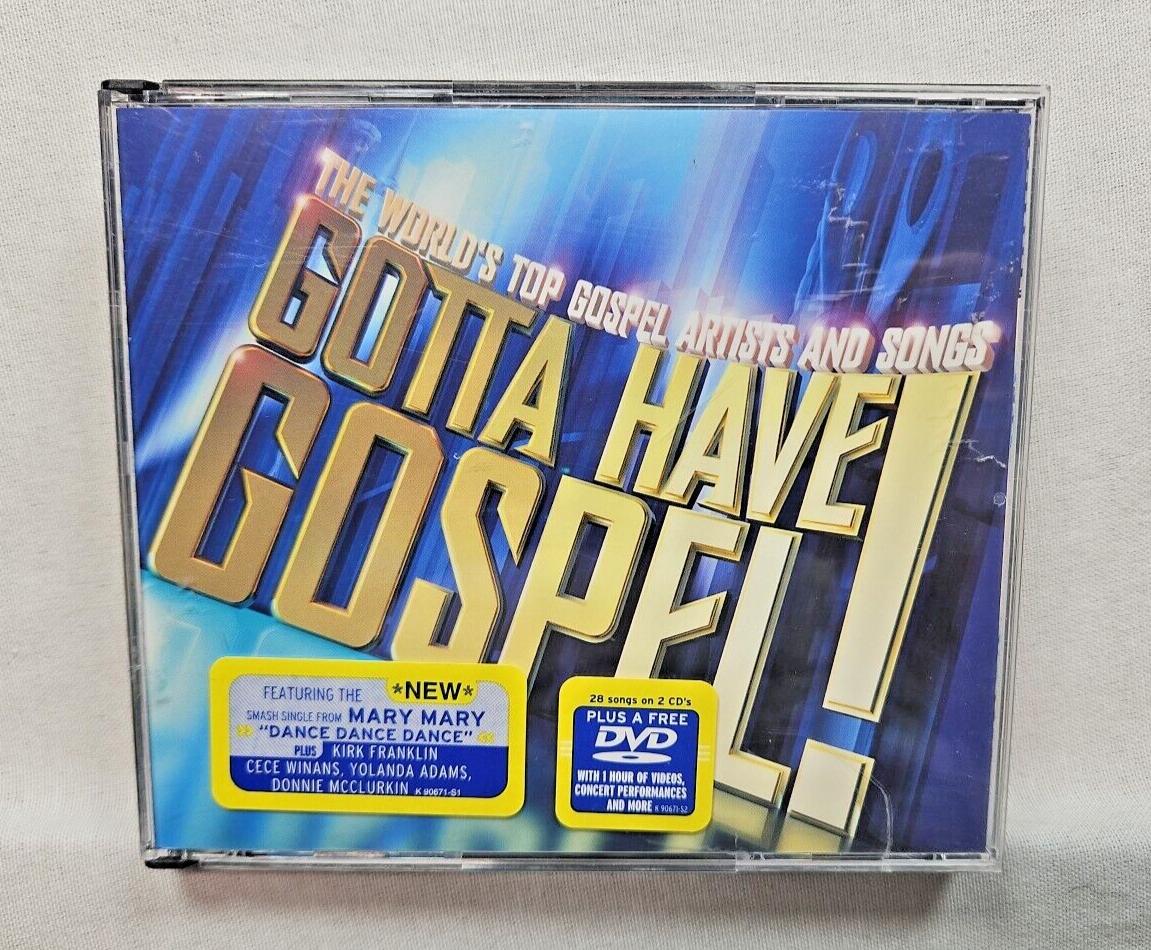 THE WORLD'S TOP GOSPEL ARTISTS AND SONGS
GOTTA HAVE
GOSPEL!
FEATURING THE *NEW*
SMASH SINGLE FROM MARY MARY
"DANCE DANCE DANCE"
PLUS KIRK FRANKLIN
CECE WINANS, YOLANDA ADAMS,
DONNIE MCCLURKIN K 90671-S1
28 songs on 2 CD's
PLUS A FREE
DVD
WITH 1 HOUR OF VIDEOS,
CONCERT PERFORMANCES
AND MORE K 90671-S2